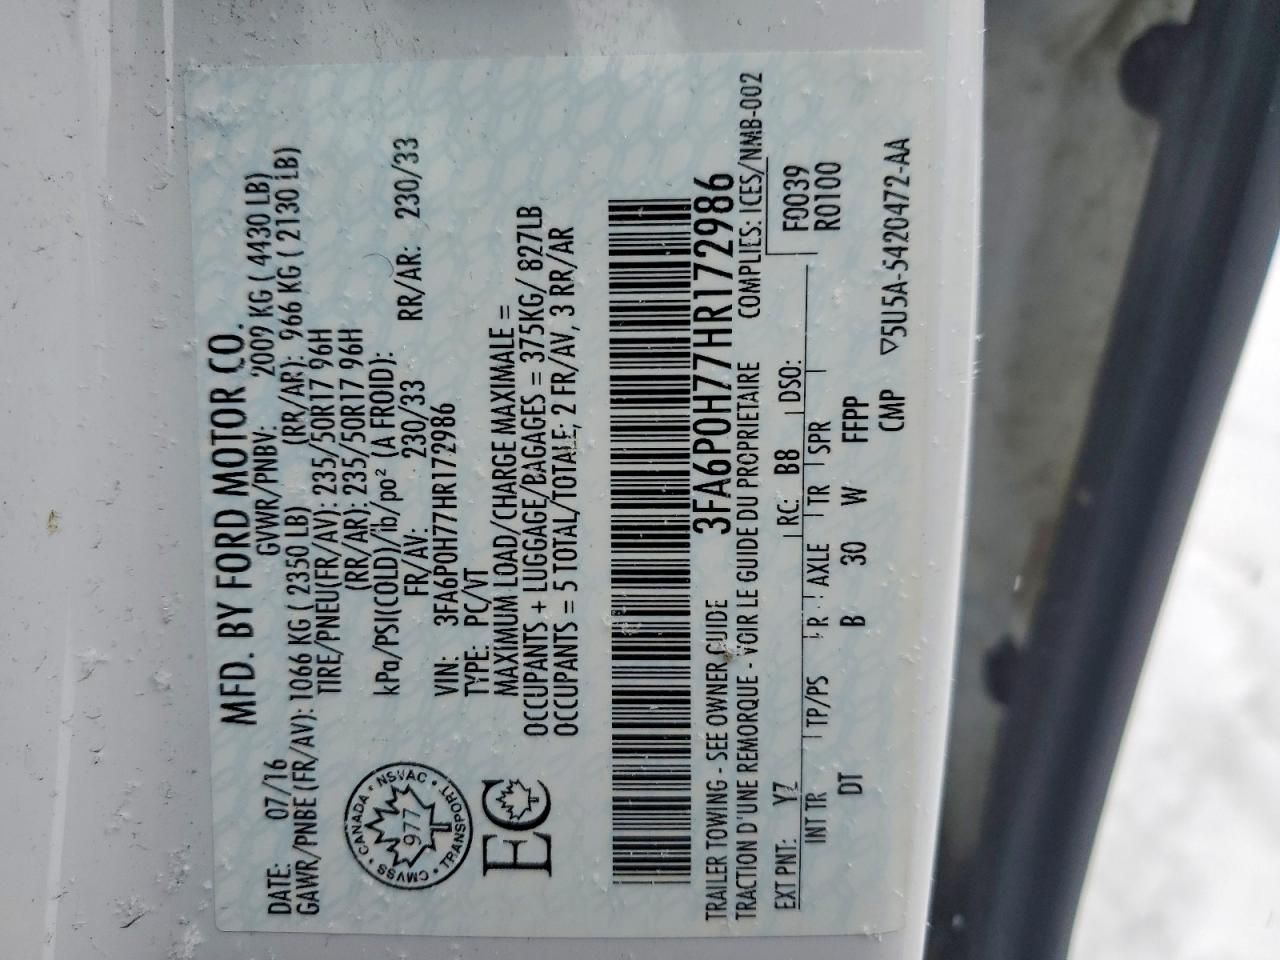 MFD. BY FORD MOTOR CO.
DATE: 07/16 GVWR/PNBV: 2009 KG ( 4430 LB)
GAWR/PNBE (FR/AV): 1066 KG ( 2350 LB) (RR/AR): 966 KG ( 2130 LB)
TIRE/PNEU(FR/AV): 235/50R17 96H
(RR/AR): 235/50R17 96H
kPa/PSI(COLD)/lb/po² (A FROID):
FR/AV: 230/33 RR/AR: 230/33
VIN: 3FA6P0H77HR172986
TYPE: PC/VT
MAXIMUM LOAD/CHARGE MAXIMALE =
OCCUPANTS + LUGGAGE/BAGAGES = 375KG/ 827LB
OCCUPANTS = 5 TOTAL/TOTALE; 2 FR/AV, 3 RR/AR
CANADA • NSVAC • TRANSPORT • CMVSS •
977
EC
3FA6P0H77HR172986
TRAILER TOWING - SEE OWNER GUIDE
TRACTION D'UNE REMORQUE - VOIR LE GUIDE DU PROPRIETAIRE COMPLIES: ICES/NMB-002
EXT PNT: YZ RC: B8 DSO: F0039
INT TR TP/PS R AXLE TR SPR R0100
DT B 30 W FFPP
CMP ▽5U5A-5420472-AA